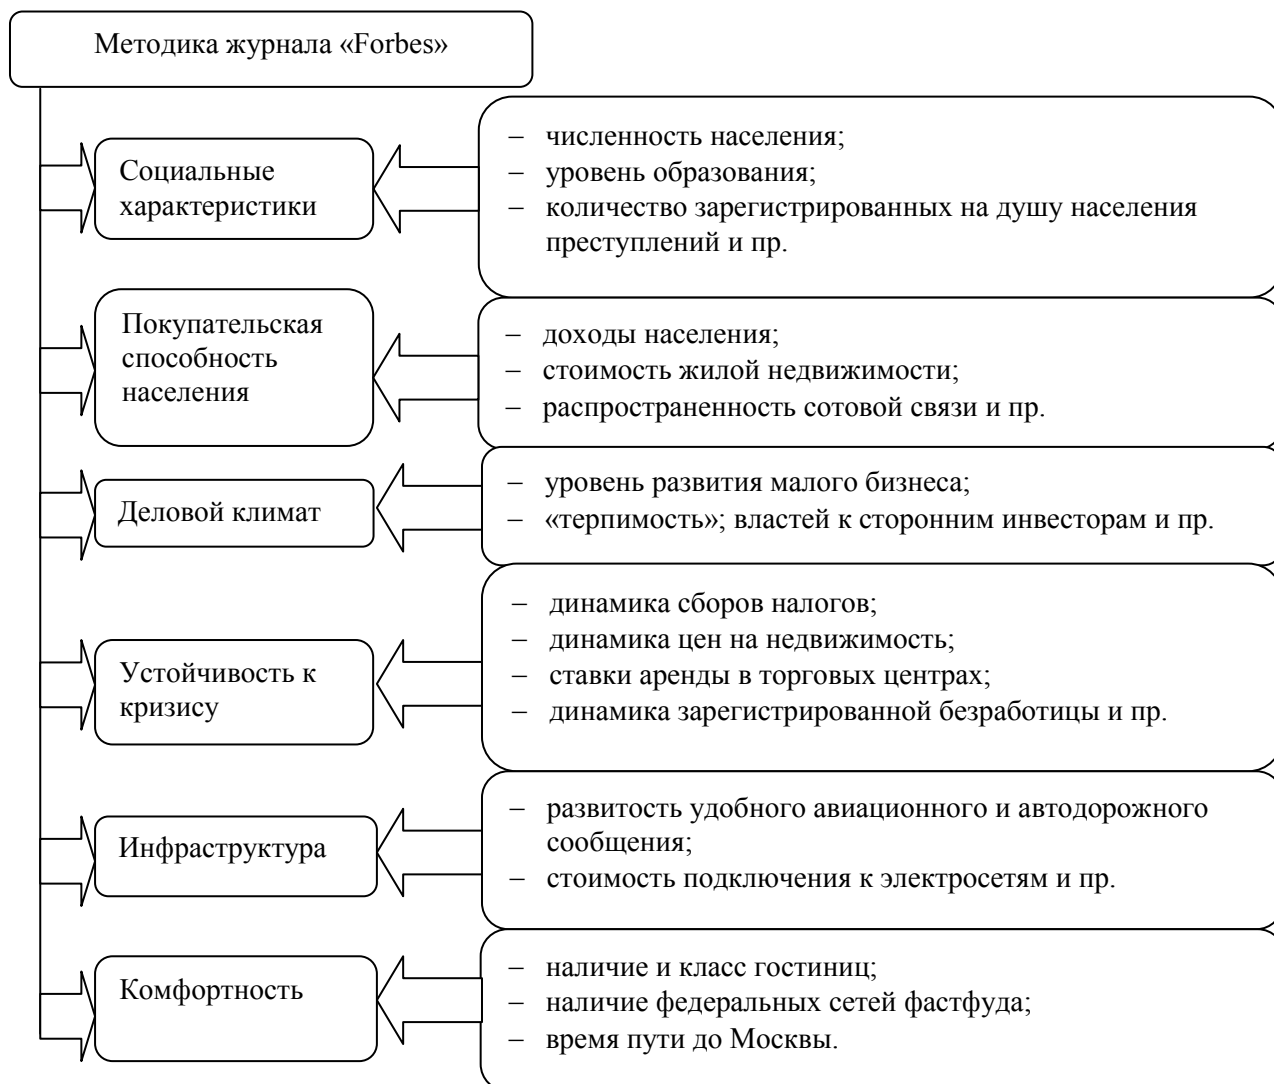 Методика журнала «Forbes»
Социальные
характеристики
– численность населения;
– уровень образования;
– количество зарегистрированных на душу населения
преступлений и пр.
Покупательская
способность
населения
– доходы населения;
– стоимость жилой недвижимости;
– распространенность сотовой связи и пр.
Деловой климат
– уровень развития малого бизнеса;
– «терпимость»; властей к сторонним инвесторам и пр.
Устойчивость к
кризису
– динамика сборов налогов;
– динамика цен на недвижимость;
– ставки аренды в торговых центрах;
– динамика зарегистрированной безработицы и пр.
Инфраструктура
– развитость удобного авиационного и автодорожного
сообщения;
– стоимость подключения к электросетям и пр.
Комфортность
– наличие и класс гостиниц;
– наличие федеральных сетей фастфуда;
– время пути до Москвы.